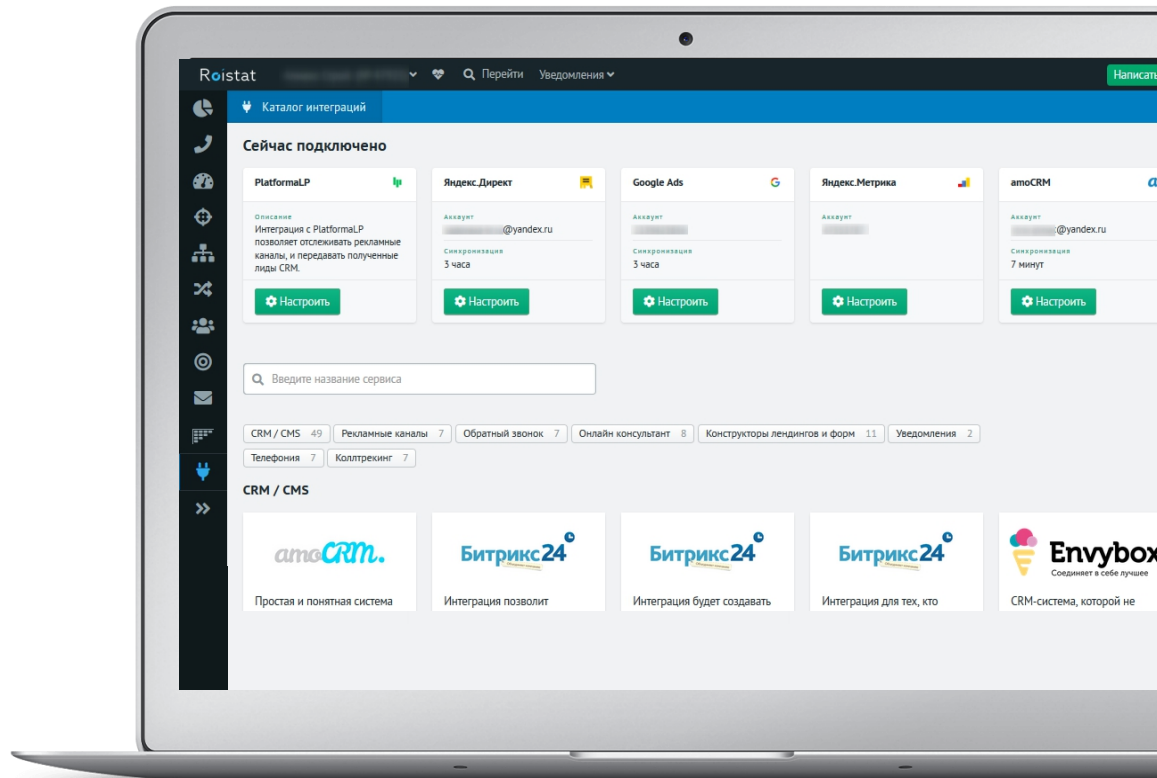 Roistat
Перейти Уведомления
Написать
Каталог интеграций
Сейчас подключено
PlatformaLP
Описание
Интеграция с PlatformaLP
позволяет отслеживать рекламные
каналы, и передавать полученные
лиды CRM.
Настроить
Яндекс.Директ
Аккаунт
@yandex.ru
Синхронизация
3 часа
Настроить
Google Ads
Аккаунт
Синхронизация
3 часа
Настроить
Яндекс.Метрика
Аккаунт
Настроить
amoCRM
Аккаунт
@yandex.ru
Синхронизация
7 минут
Настроить
Введите название сервиса
CRM / CMS 49 Рекламные каналы 7 Обратный звонок 7 Онлайн консультант 8 Конструкторы лендингов и форм 11 Уведомления 2
Телефония 7 Коллтрекинг 7
CRM / CMS
amoCRM.
Простая и понятная система
Битрикс24
Интеграция позволит
Битрикс24
Интеграция будет создавать
Битрикс24
Интеграция для тех, кто
Envybox
Соединяет в себе лучшее
CRM-система, которой не